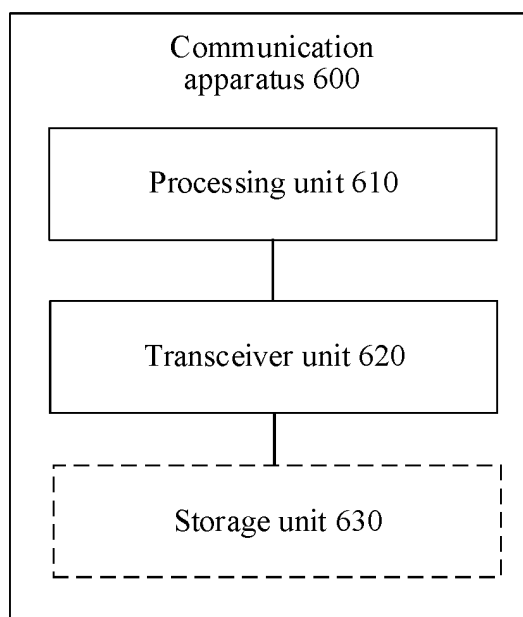 Communication
apparatus 600
Processing unit 610
Transceiver unit 620
Storage unit 630